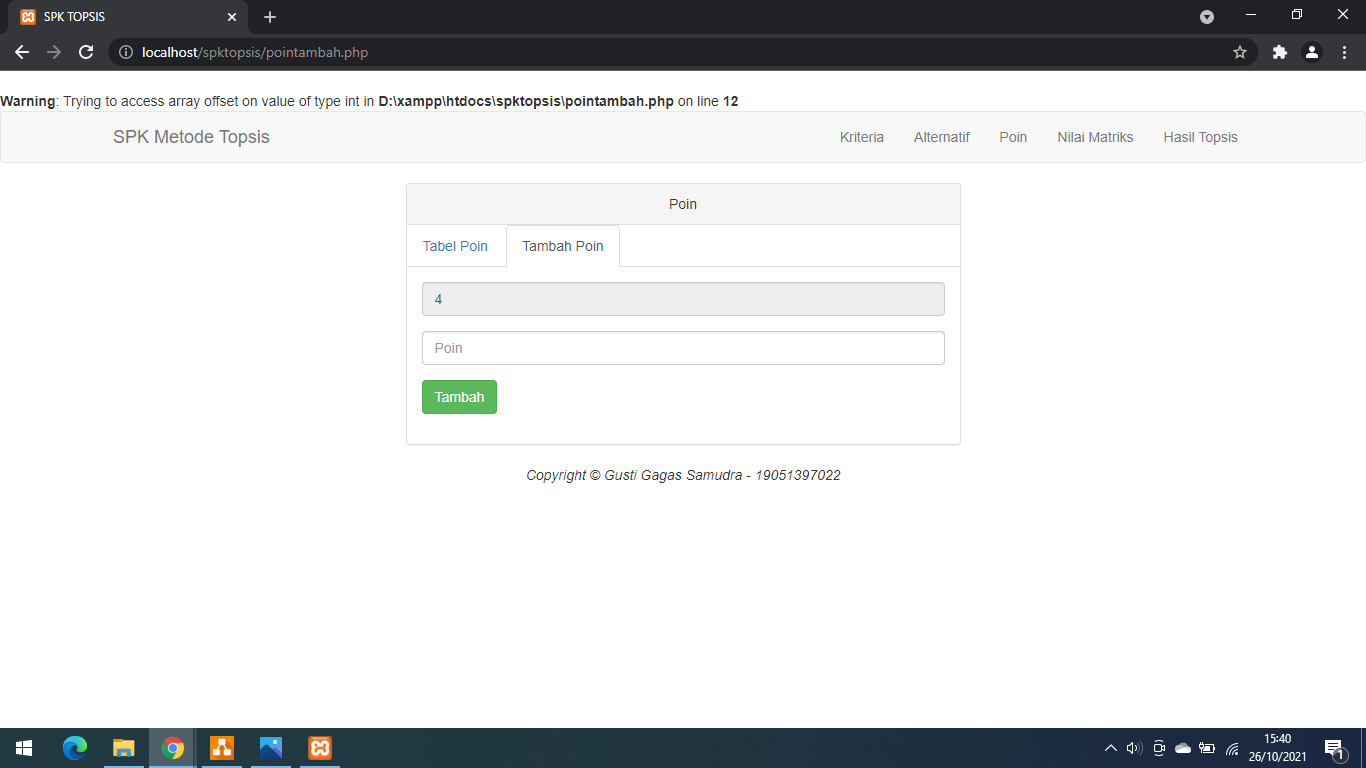 SPK TOPSIS
localhost/spktopsis/pointambah.php
Warning: Trying to access array offset on value of type int in D:\xampp\htdocs\spktopsis\pointambah.php on line 12
SPK Metode Topsis Kriteria Alternatif Poin Nilai Matriks Hasil Topsis
Poin
Tabel Poin Tambah Poin
4
Poin
Tambah
Copyright © Gusti Gagas Samudra - 19051397022
15:40
26/10/2021
1